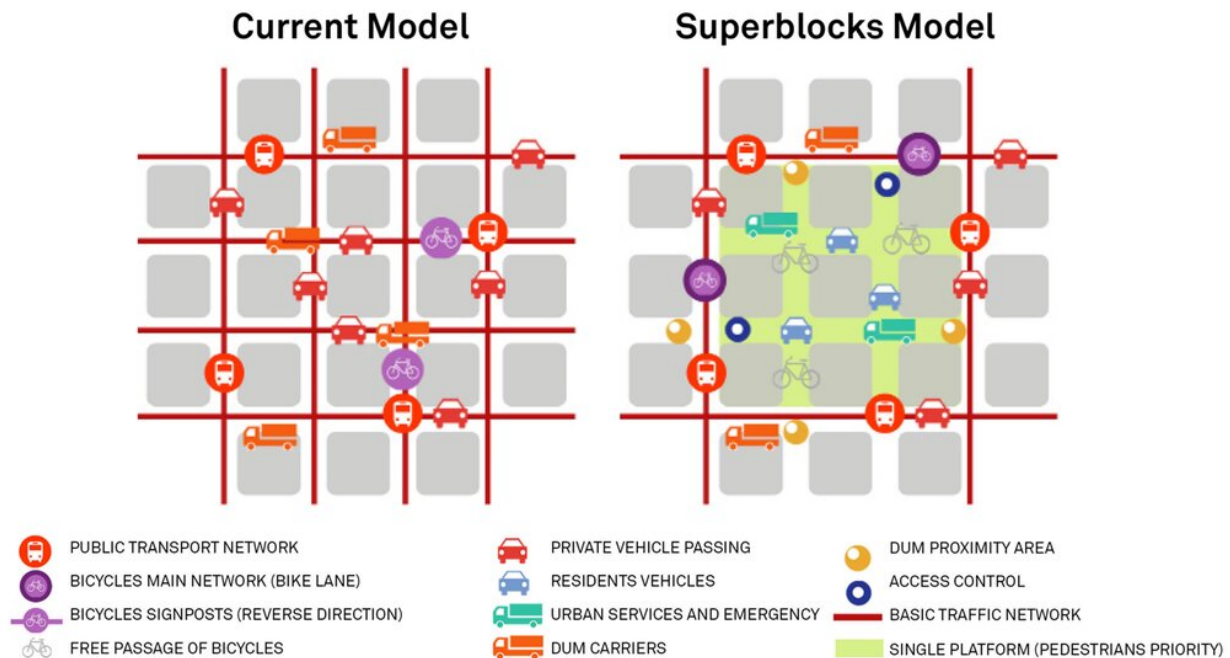 Current Model
Superblocks Model
PUBLIC TRANSPORT NETWORK
BICYCLES MAIN NETWORK (BIKE LANE)
BICYCLES SIGNPOSTS (REVERSE DIRECTION)
FREE PASSAGE OF BICYCLES
PRIVATE VEHICLE PASSING
RESIDENTS VEHICLES
URBAN SERVICES AND EMERGENCY
DUM CARRIERS
DUM PROXIMITY AREA
ACCESS CONTROL
BASIC TRAFFIC NETWORK
SINGLE PLATFORM (PEDESTRIANS PRIORITY)